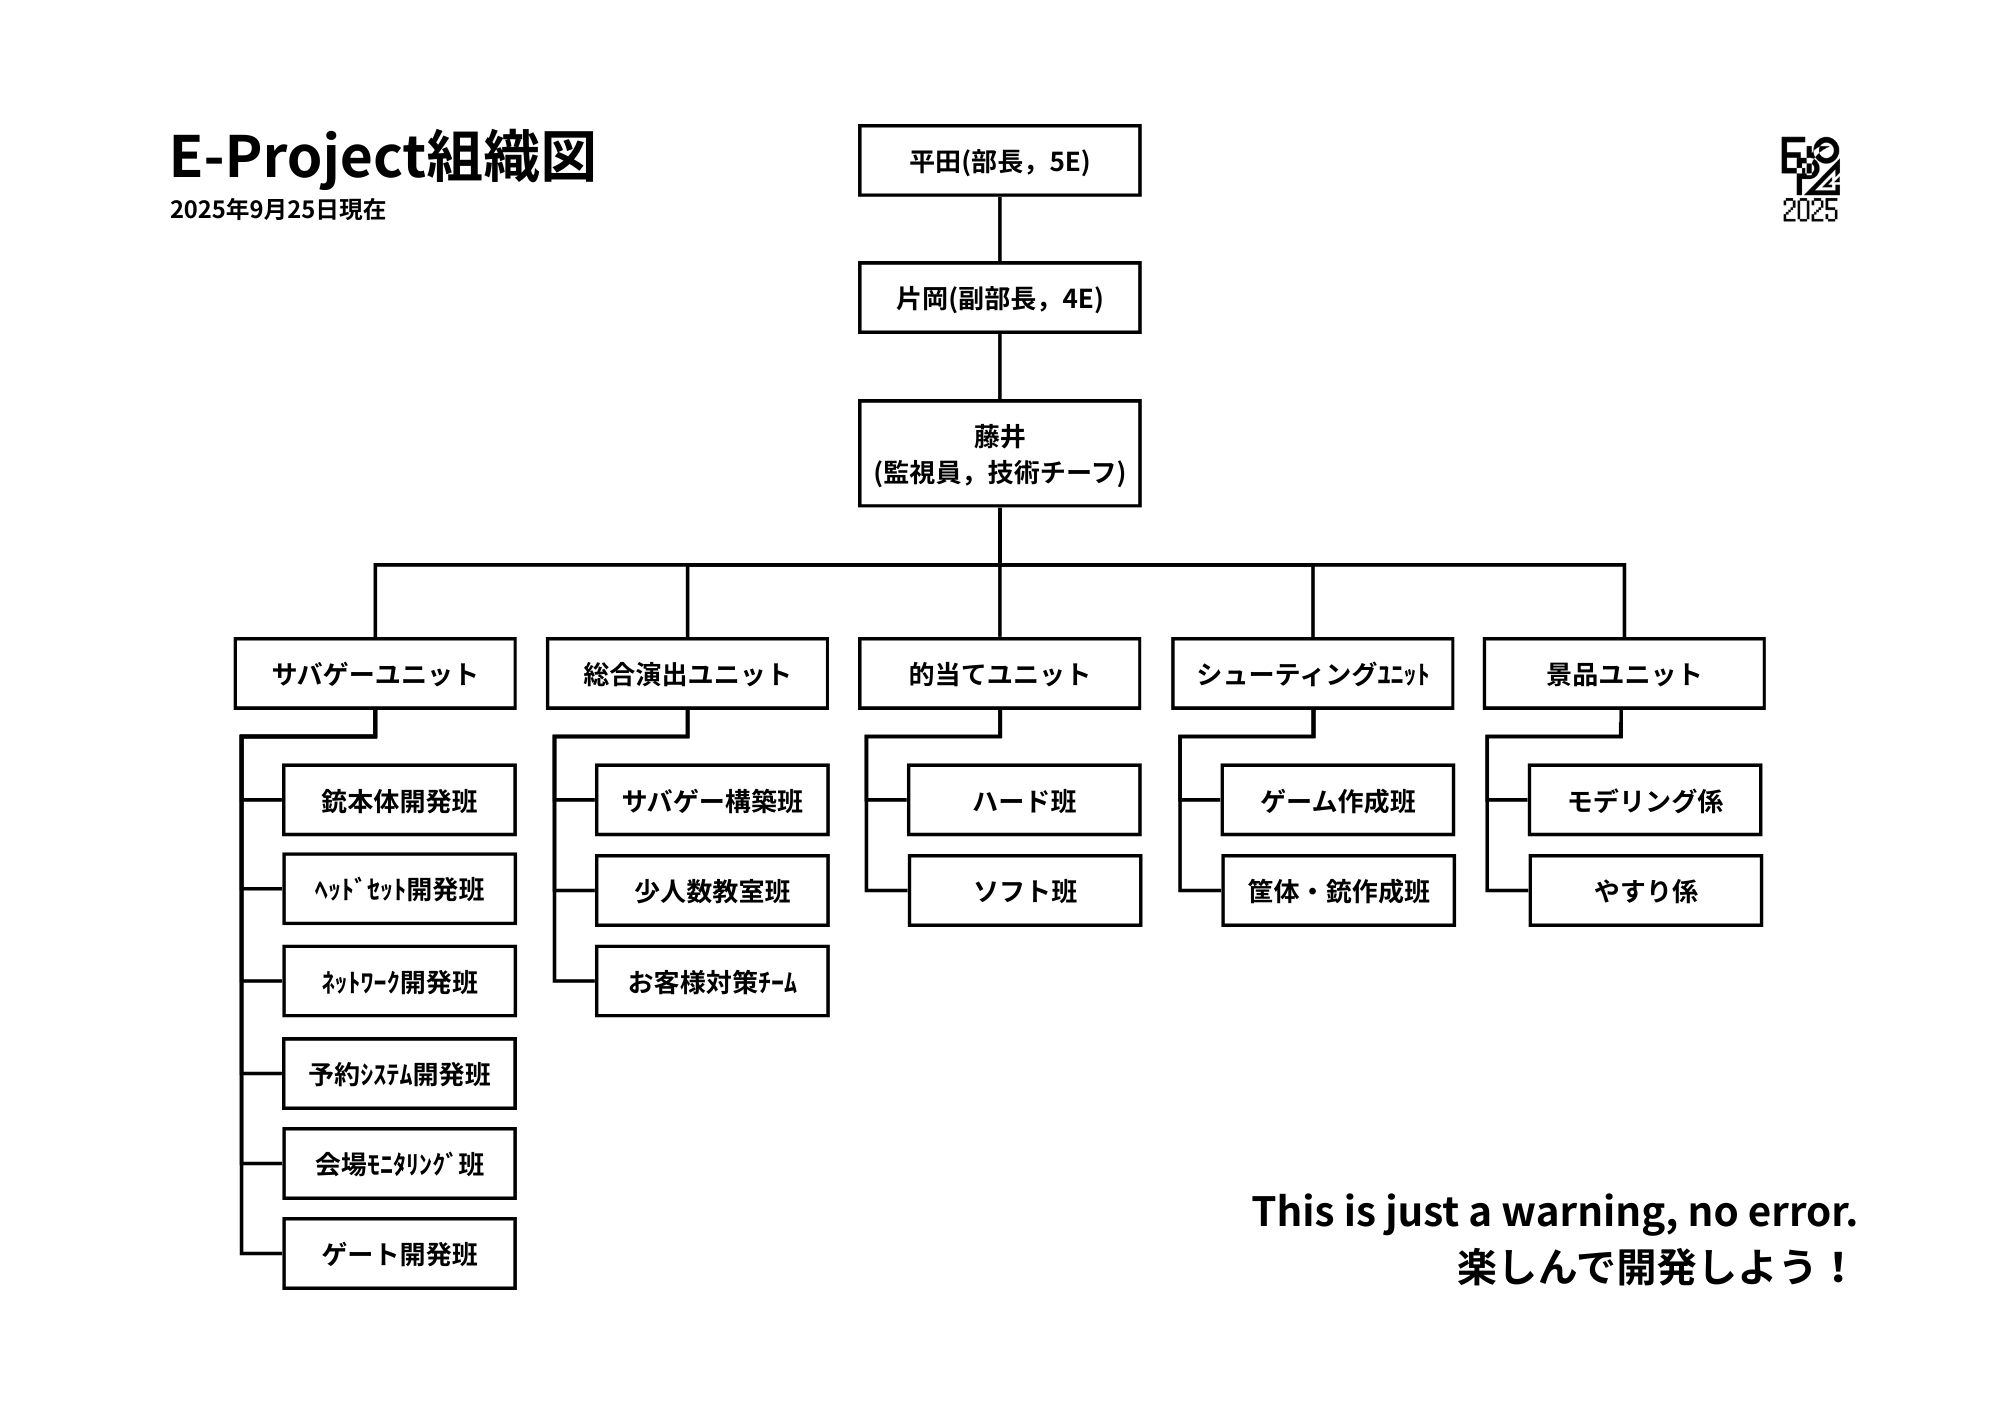 E-Project組織図
2025年9月25日現在
2025
平田(部長，5E)
片岡(副部長，4E)
藤井
(監視員，技術チーフ)
サバゲーユニット
総合演出ユニット
的当てユニット
シューティングﾕﾆｯﾄ
景品ユニット
銃本体開発班
ﾍｯﾄﾞｾｯﾄ開発班
ﾈｯﾄﾜｰｸ開発班
予約ｼｽﾃﾑ開発班
会場ﾓﾆﾀﾘﾝｸﾞ班
ゲート開発班
サバゲー構築班
少人数教室班
お客様対策ﾁｰﾑ
ハード班
ソフト班
ゲーム作成班
筐体・銃作成班
モデリング係
やすり係
This is just a warning, no error.
楽しんで開発しよう！